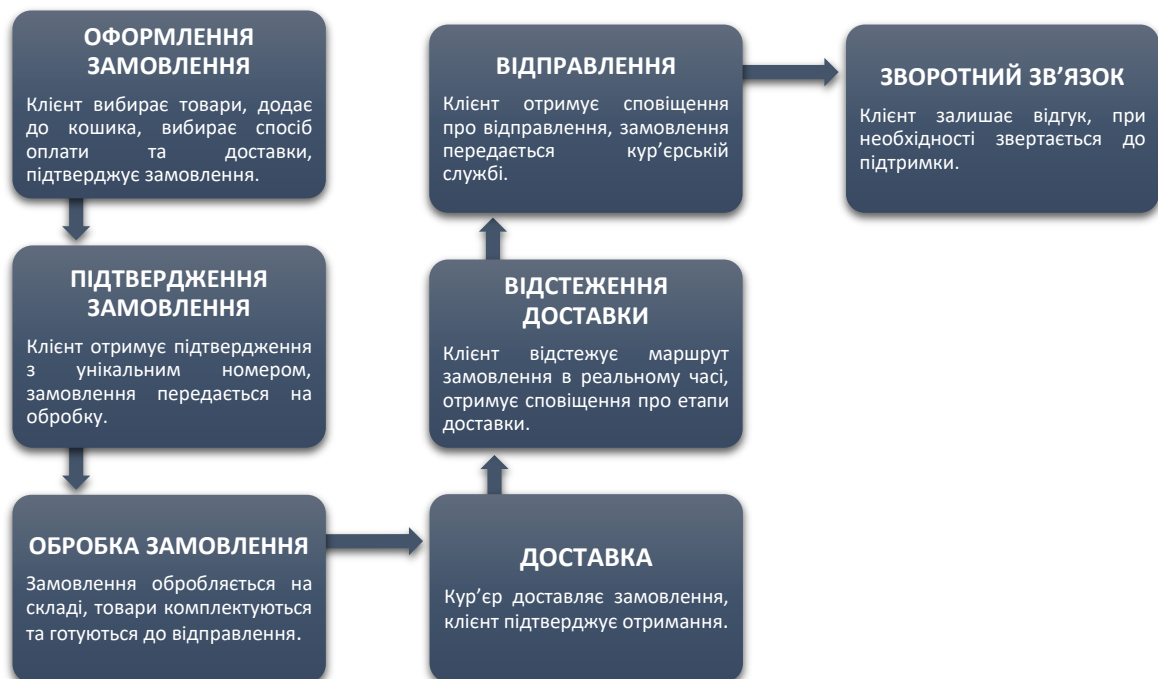 ОФОРМЛЕННЯ
ЗАМОВЛЕННЯ
Клієнт вибирає товари, додає
до кошика, вибирає спосіб
оплати та доставки,
підтверджує замовлення.
ПІДТВЕРДЖЕННЯ
ЗАМОВЛЕННЯ
Клієнт отримує підтвердження
з унікальним номером,
замовлення передається на
обробку.
ОБРОБКА ЗАМОВЛЕННЯ
Замовлення обробляється на
складі, товари комплектуються
та готуються до відправлення.
ДОСТАВКА
Кур’єр доставляє замовлення,
клієнт підтверджує отримання.
ВІДСТЕЖЕННЯ
ДОСТАВКИ
Клієнт відстежує маршрут
замовлення в реальному часі,
отримує сповіщення про етапи
доставки.
ВІДПРАВЛЕННЯ
Клієнт отримує сповіщення
про відправлення, замовлення
передається кур’єрській
службі.
ЗВОРОТНИЙ ЗВ’ЯЗОК
Клієнт залишає відгук, при
необхідності звертається до
підтримки.